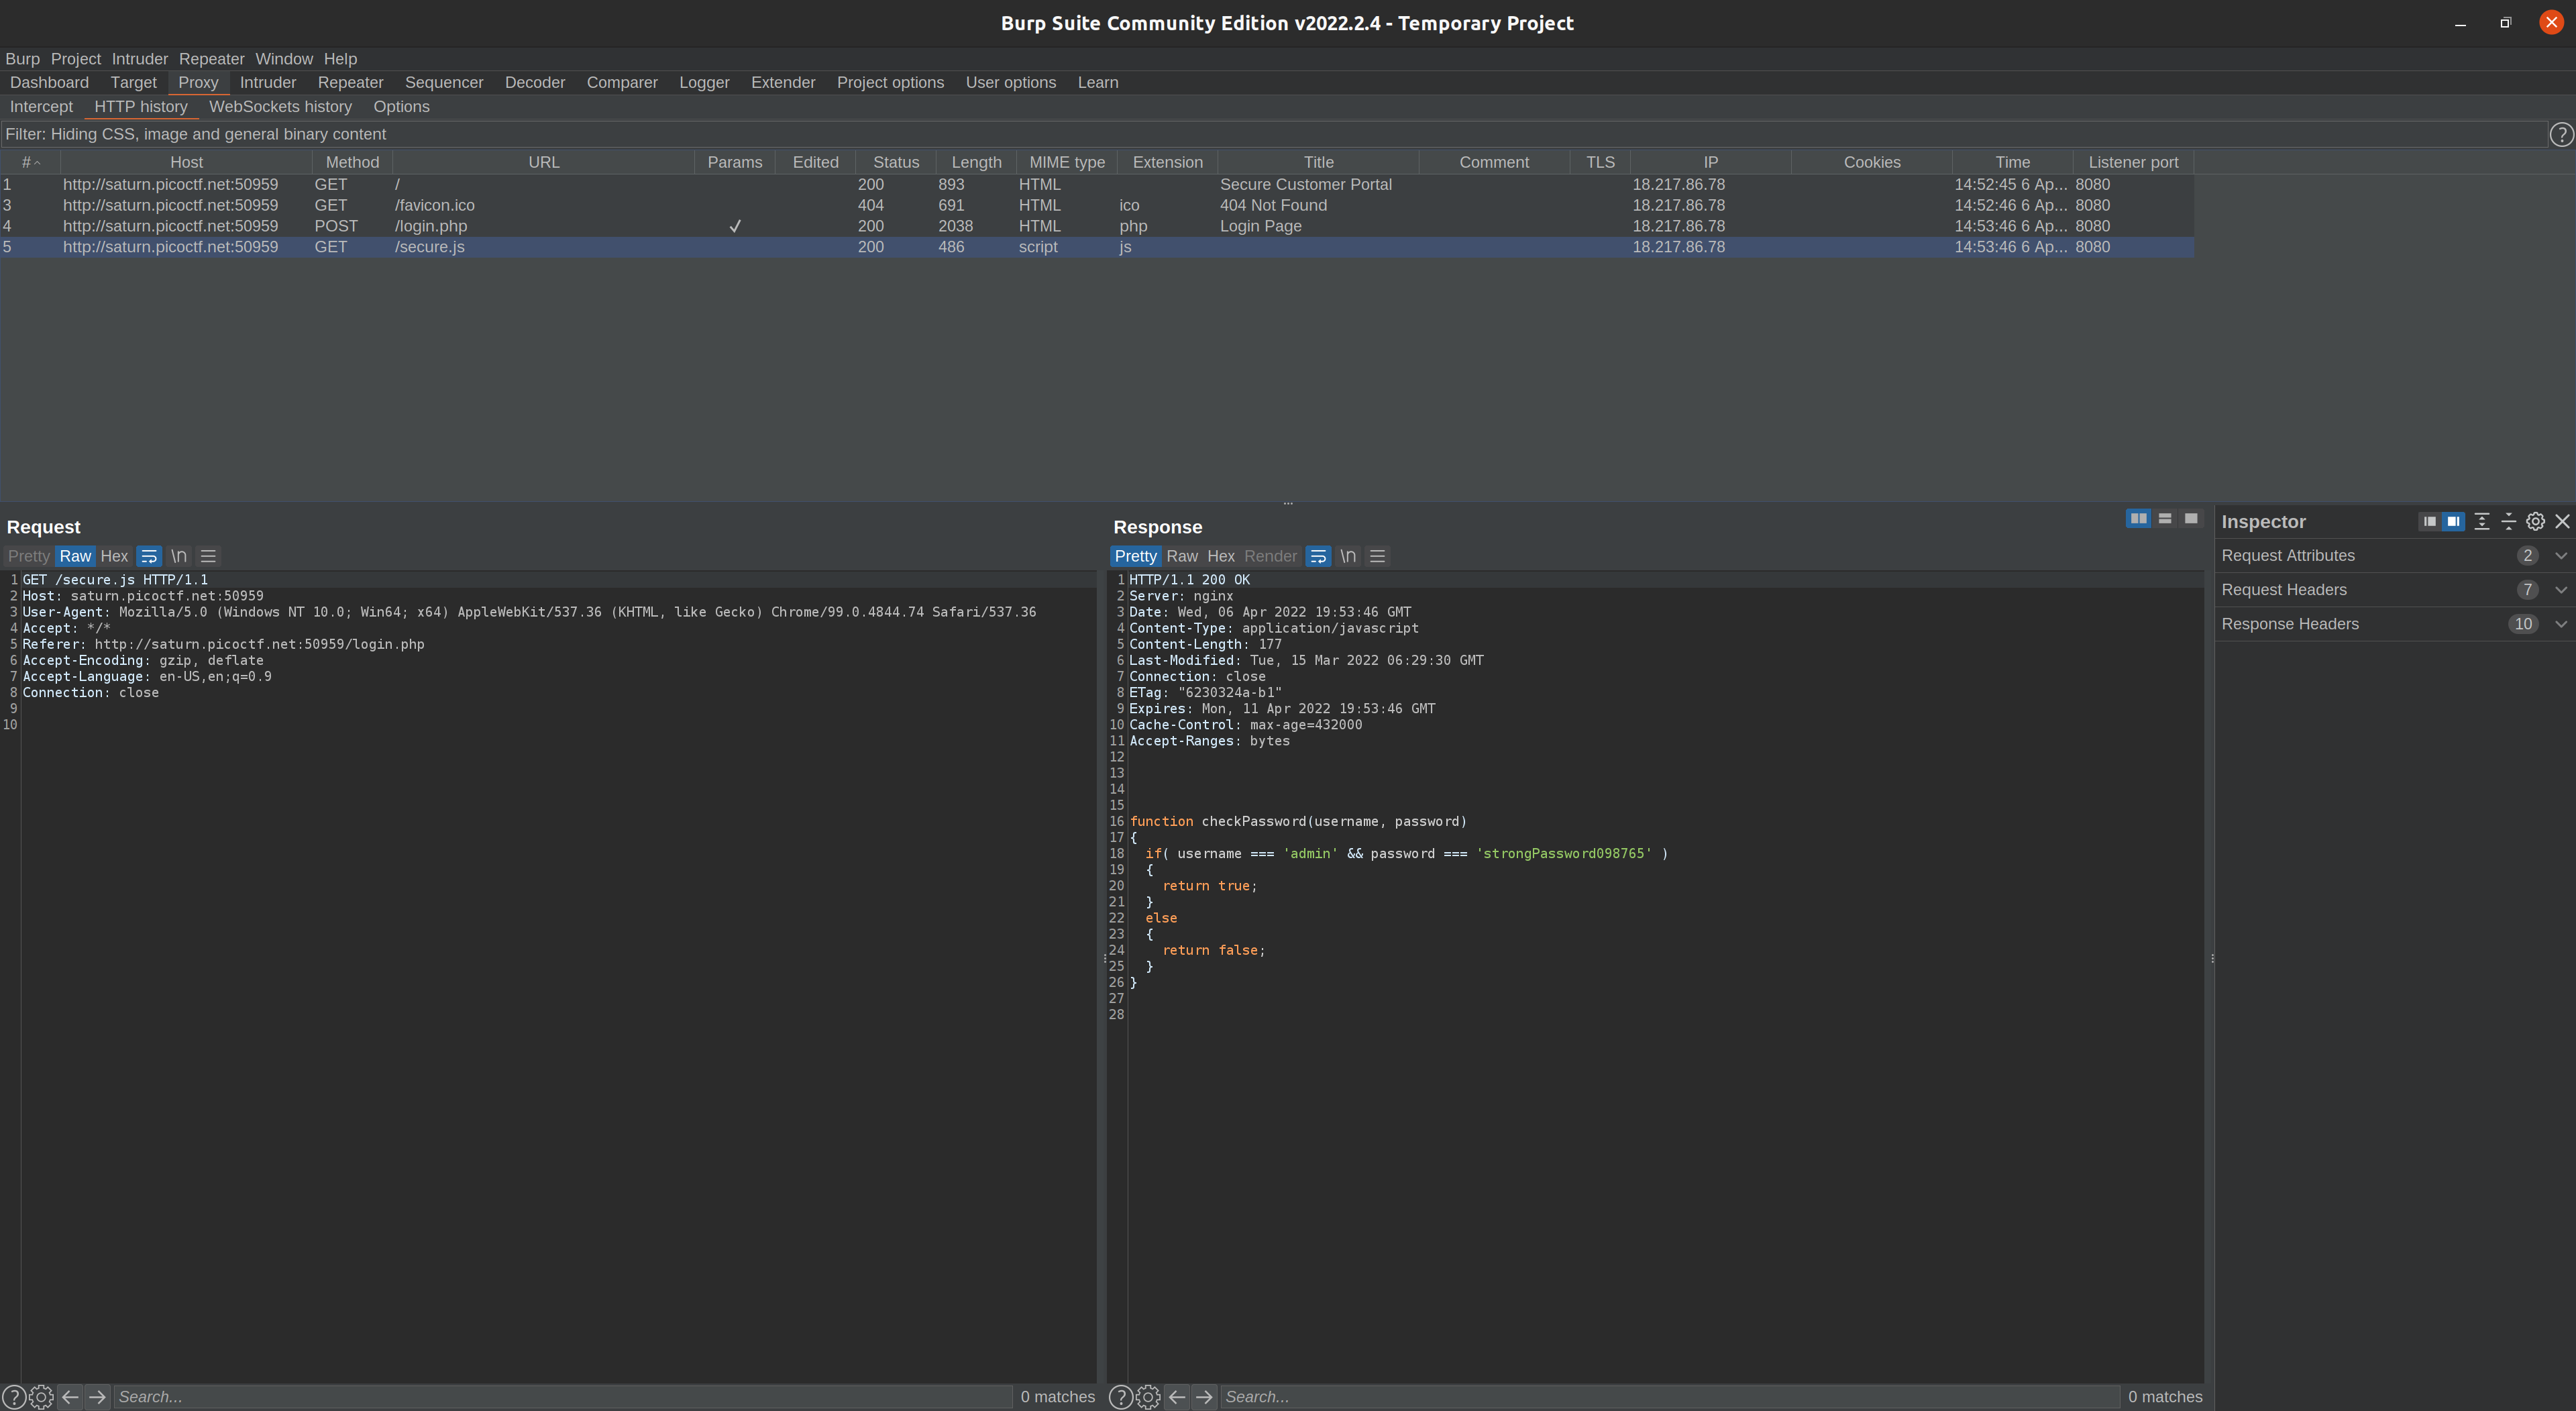 Burp Suite Community Edition v2022.2.4 - Temporary Project
Burp Project Intruder Repeater Window Help
Dashboard Target Proxy Intruder Repeater Sequencer Decoder Comparer Logger Extender Project options User options Learn
Intercept HTTP history WebSockets history Options
Filter: Hiding CSS, image and general binary content ?
# Host Method URL Params Edited Status Length MIME type Extension Title Comment TLS IP Cookies Time Listener port
1 http://saturn.picoctf.net:50959 GET / 200 893 HTML Secure Customer Portal 18.217.86.78 14:52:45 6 Ap... 8080
3 http://saturn.picoctf.net:50959 GET /favicon.ico 404 691 HTML ico 404 Not Found 18.217.86.78 14:52:46 6 Ap... 8080
4 http://saturn.picoctf.net:50959 POST /login.php ✓ 200 2038 HTML php Login Page 18.217.86.78 14:53:46 6 Ap... 8080
5 http://saturn.picoctf.net:50959 GET /secure.js 200 486 script js 18.217.86.78 14:53:46 6 Ap... 8080
Request
Pretty Raw Hex \n
1 GET /secure.js HTTP/1.1
2 Host: saturn.picoctf.net:50959
3 User-Agent: Mozilla/5.0 (Windows NT 10.0; Win64; x64) AppleWebKit/537.36 (KHTML, like Gecko) Chrome/99.0.4844.74 Safari/537.36
4 Accept: */*
5 Referer: http://saturn.picoctf.net:50959/login.php
6 Accept-Encoding: gzip, deflate
7 Accept-Language: en-US,en;q=0.9
8 Connection: close
9
10
? Search... 0 matches
Response
Pretty Raw Hex Render \n
1 HTTP/1.1 200 OK
2 Server: nginx
3 Date: Wed, 06 Apr 2022 19:53:46 GMT
4 Content-Type: application/javascript
5 Content-Length: 177
6 Last-Modified: Tue, 15 Mar 2022 06:29:30 GMT
7 Connection: close
8 ETag: "6230324a-b1"
9 Expires: Mon, 11 Apr 2022 19:53:46 GMT
10 Cache-Control: max-age=432000
11 Accept-Ranges: bytes
12
13
14
15
16 function checkPassword(username, password)
17 {
18 if( username === 'admin' && password === 'strongPassword098765' )
19 {
20 return true;
21 }
22 else
23 {
24 return false;
25 }
26 }
27
28
? Search... 0 matches
Inspector
Request Attributes 2
Request Headers 7
Response Headers 10